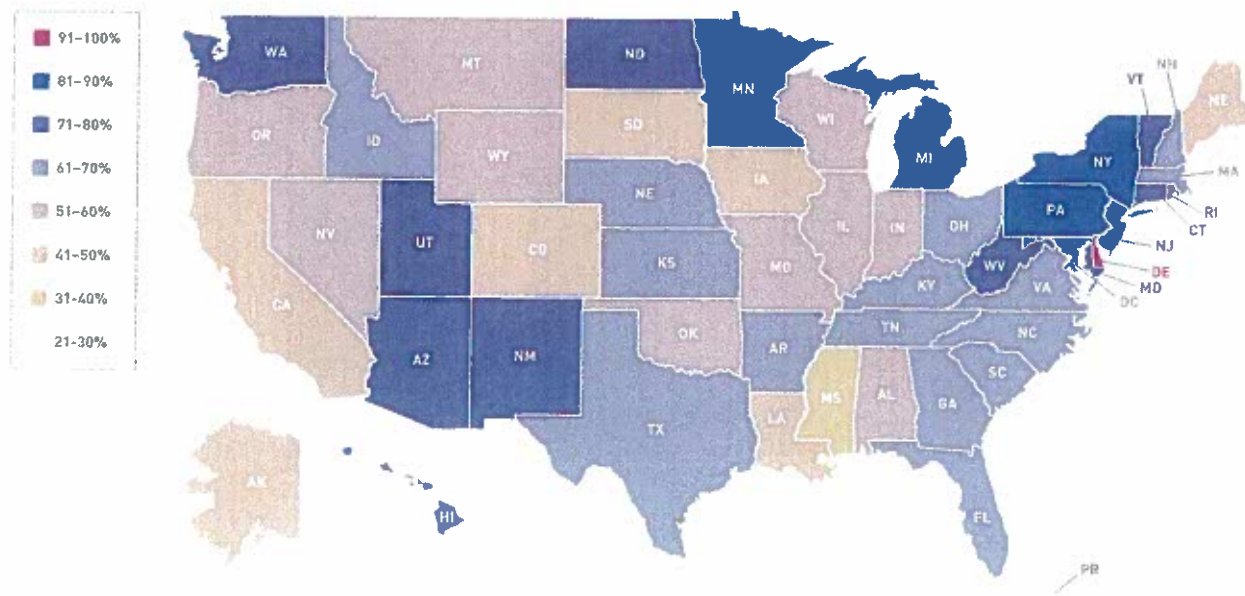 91-100%
81-90%
71-80%
61-70%
51-60%
41-50%
31-40%
21-30%
WA
MT
ND
MN
VT
NH
ME
OR
ID
SD
WI
MI
NY
MA
WY
RI
CT
IA
NE
PA
NJ
NV
UT
CO
IL
IN
OH
DE
MD
DC
CA
KS
MO
WV
VA
KY
AZ
NM
OK
AR
TN
NC
SC
MS
AL
GA
LA
TX
AK
HI
FL
PR